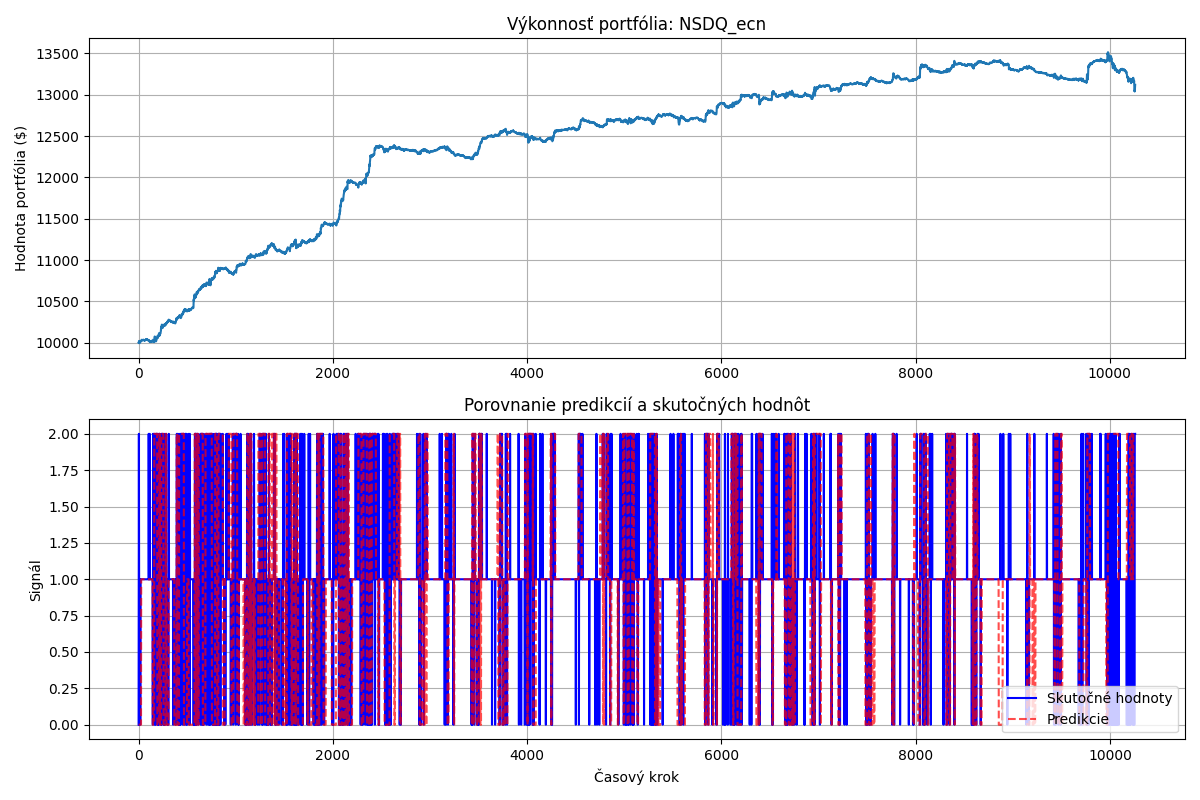 Výkonnosť portfólia: NSDQ_ecn
Hodnota portfólia ($)
13500
13000
12500
12000
11500
11000
10500
10000
0 2000 4000 6000 8000 10000
Porovnanie predikcií a skutočných hodnôt
Signál
2.00
1.75
1.50
1.25
1.00
0.75
0.50
0.25
0.00
Skutočné hodnoty
Predikcie
0 2000 4000 6000 8000 10000
Časový krok